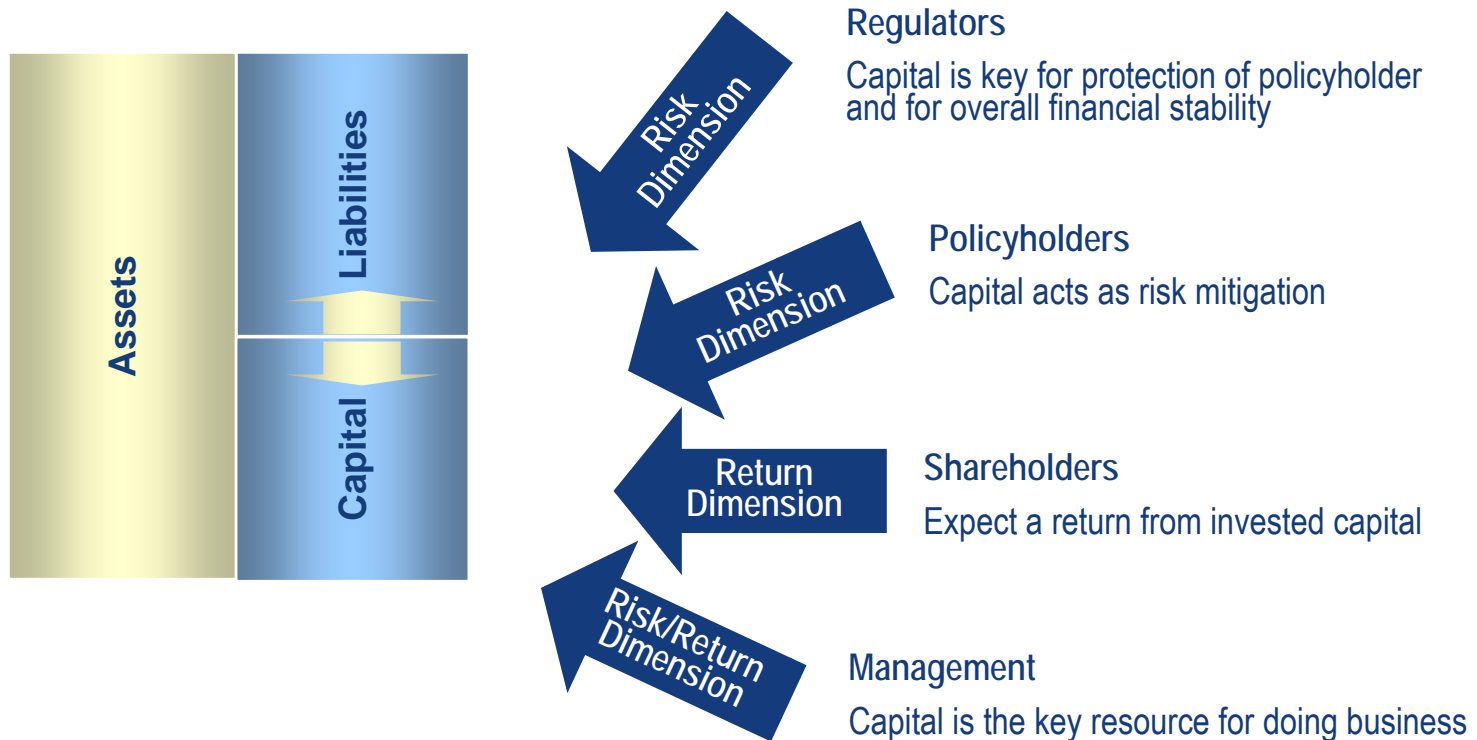 Assets
Liabilities
Capital
Risk
Dimension
Regulators
Capital is key for protection of policyholder
and for overall financial stability
Risk
Dimension
Policyholders
Capital acts as risk mitigation
Return
Dimension
Shareholders
Expect a return from invested capital
Risk/Return
Dimension
Management
Capital is the key resource for doing business